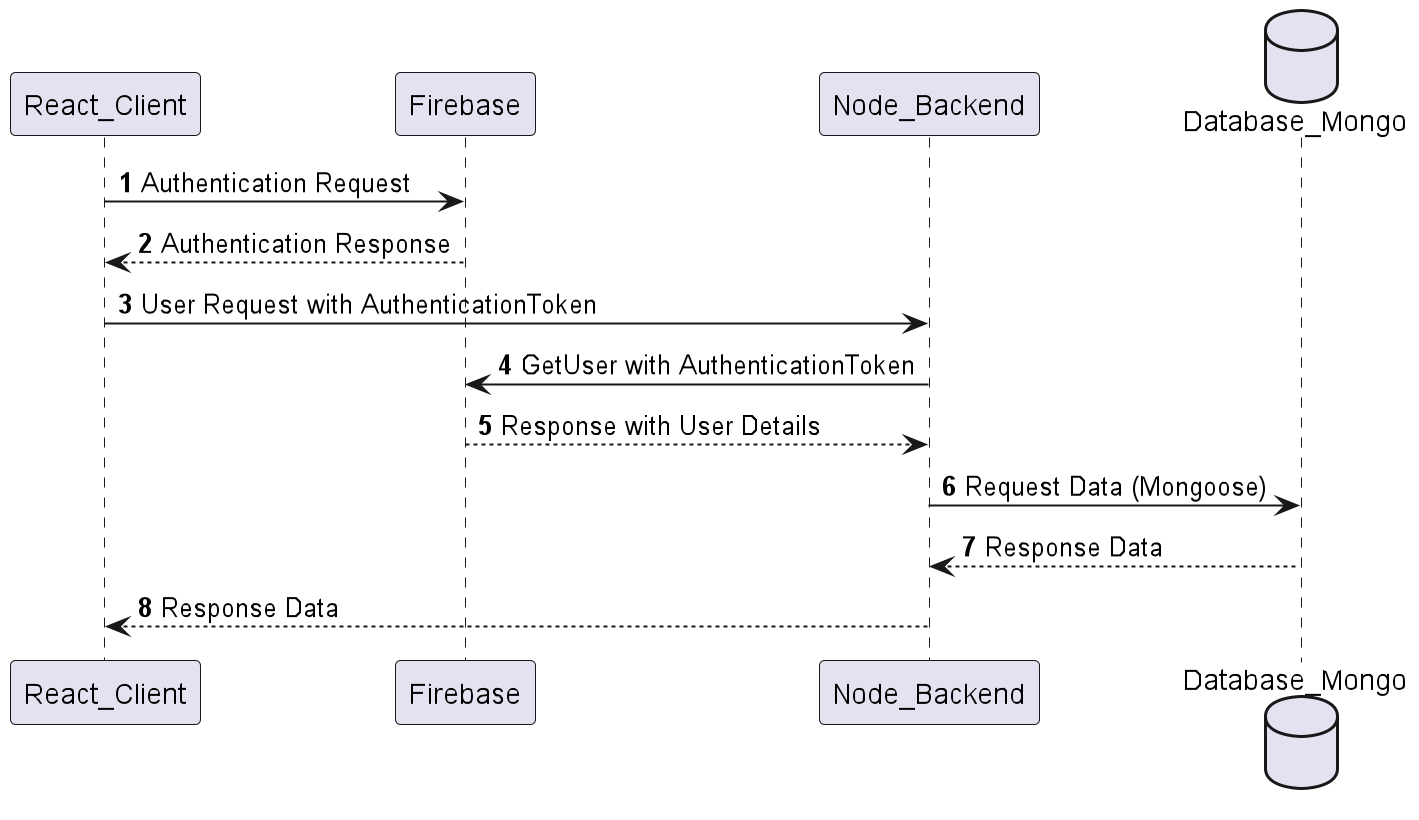 React_Client
Firebase
Node_Backend
Database_Mongo
1 Authentication Request
2 Authentication Response
3 User Request with AuthenticationToken
4 GetUser with AuthenticationToken
5 Response with User Details
6 Request Data (Mongoose)
7 Response Data
8 Response Data
React_Client
Firebase
Node_Backend
Database_Mongo